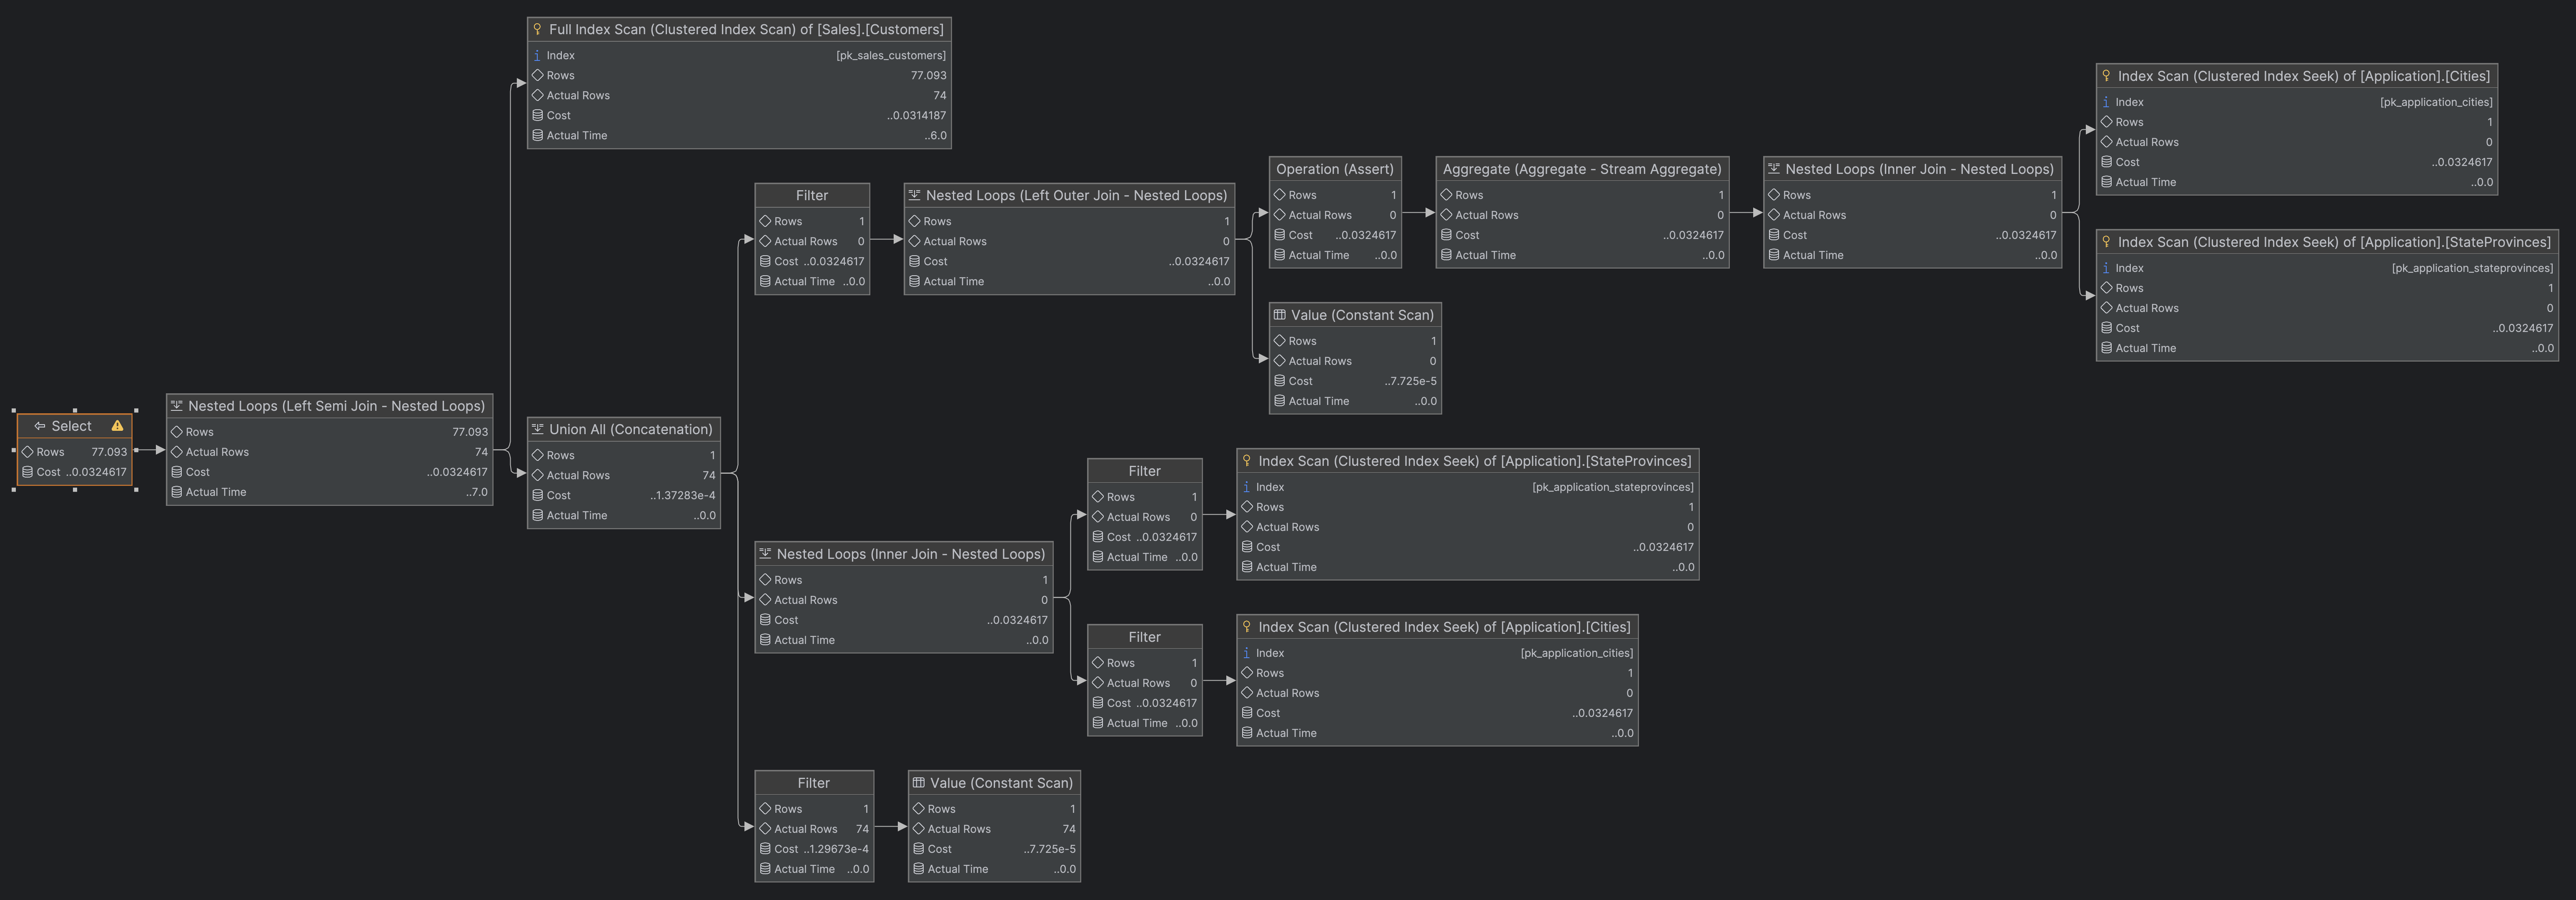 Select
Rows 77.093
Cost ..0.0324617
Nested Loops (Left Semi Join - Nested Loops)
Rows 77.093
Actual Rows 74
Cost ..0.0324617
Actual Time ..7.0
Full Index Scan (Clustered Index Scan) of [Sales].[Customers]
Index [pk_sales_customers]
Rows 77.093
Actual Rows 74
Cost ..0.0314187
Actual Time ..6.0
Union All (Concatenation)
Rows 1
Actual Rows 74
Cost ..1.37283e-4
Actual Time ..0.0
Filter
Rows 1
Actual Rows 0
Cost ..0.0324617
Actual Time ..0.0
Nested Loops (Left Outer Join - Nested Loops)
Rows 1
Actual Rows 0
Cost ..0.0324617
Actual Time ..0.0
Operation (Assert)
Rows 1
Actual Rows 0
Cost ..0.0324617
Actual Time ..0.0
Aggregate (Aggregate - Stream Aggregate)
Rows 1
Actual Rows 0
Cost ..0.0324617
Actual Time ..0.0
Nested Loops (Inner Join - Nested Loops)
Rows 1
Actual Rows 0
Cost ..0.0324617
Actual Time ..0.0
Index Scan (Clustered Index Seek) of [Application].[Cities]
Index [pk_application_cities]
Rows 1
Actual Rows 0
Cost ..0.0324617
Actual Time ..0.0
Index Scan (Clustered Index Seek) of [Application].[StateProvinces]
Index [pk_application_stateprovinces]
Rows 1
Actual Rows 0
Cost ..0.0324617
Actual Time ..0.0
Value (Constant Scan)
Rows 1
Actual Rows 0
Cost ..7.725e-5
Actual Time ..0.0
Nested Loops (Inner Join - Nested Loops)
Rows 1
Actual Rows 0
Cost ..0.0324617
Actual Time ..0.0
Filter
Rows 1
Actual Rows 0
Cost ..0.0324617
Actual Time ..0.0
Index Scan (Clustered Index Seek) of [Application].[StateProvinces]
Index [pk_application_stateprovinces]
Rows 1
Actual Rows 0
Cost ..0.0324617
Actual Time ..0.0
Filter
Rows 1
Actual Rows 0
Cost ..0.0324617
Actual Time ..0.0
Index Scan (Clustered Index Seek) of [Application].[Cities]
Index [pk_application_cities]
Rows 1
Actual Rows 0
Cost ..0.0324617
Actual Time ..0.0
Filter
Rows 1
Actual Rows 74
Cost ..1.29673e-4
Actual Time ..0.0
Value (Constant Scan)
Rows 1
Actual Rows 74
Cost ..7.725e-5
Actual Time ..0.0